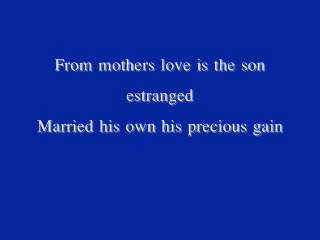 From mothers love is the son
estranged
Married his own his precious gain